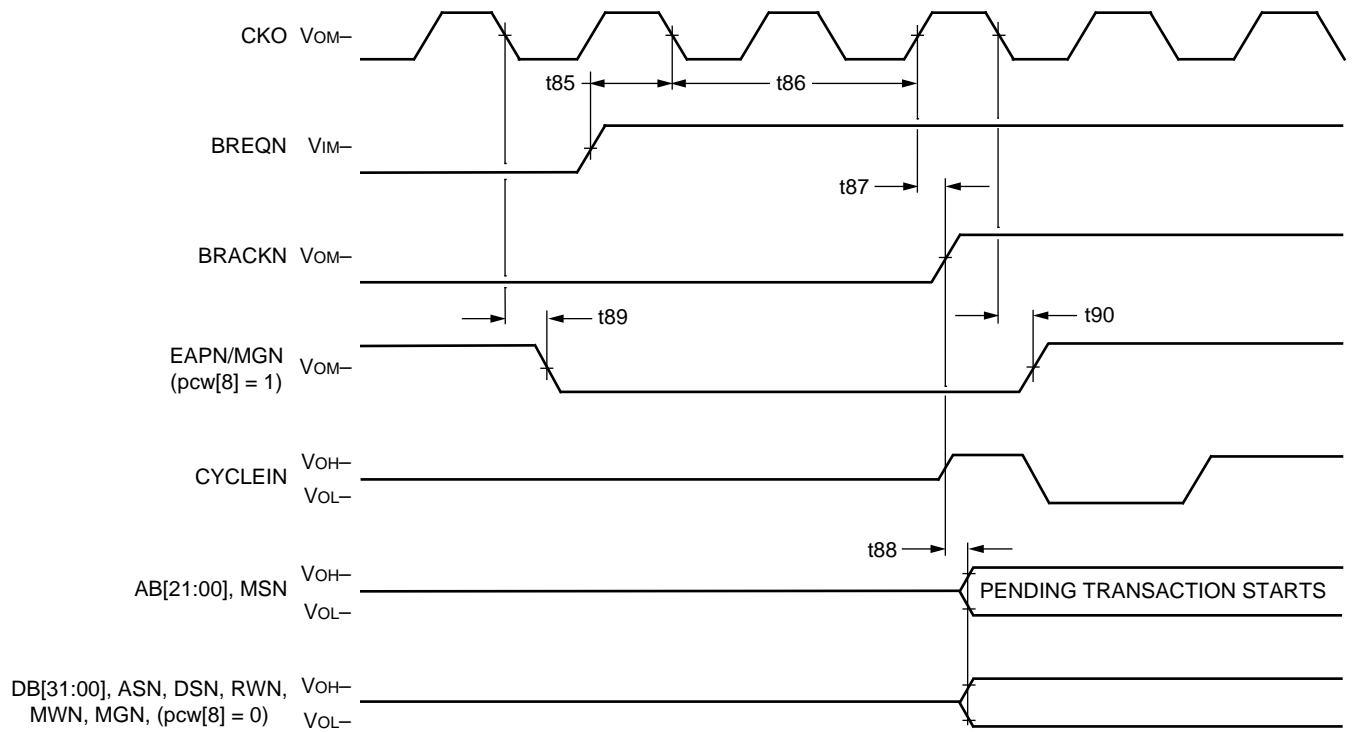 CKO VOM–
t85
t86
BREQN VIM–
t87
BRACKN VOM–
t89
t90
EAPN/MGN
(pcw[8] = 1)
VOM–
CYCLEIN
VOH–
VOL–
t88
AB[21:00], MSN
VOH–
VOL–
PENDING TRANSACTION STARTS
DB[31:00], ASN, DSN, RWN,
MWN, MGN, (pcw[8] = 0)
VOH–
VOL–